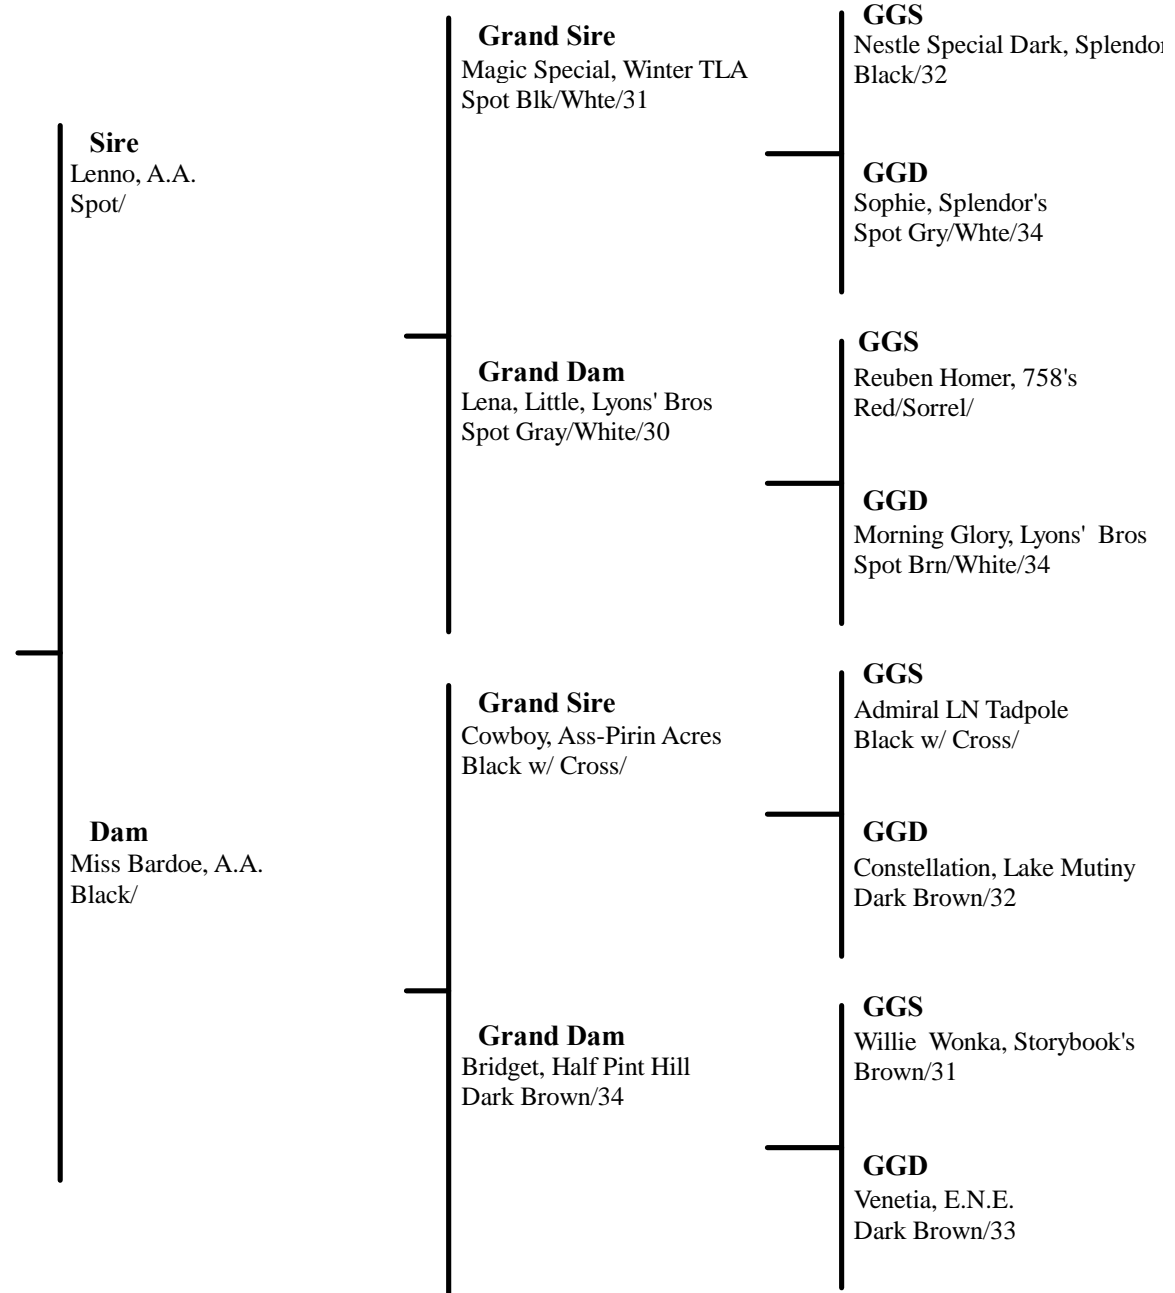 Sire
Lenno, A.A.
Spot/
Dam
Miss Bardoe, A.A.
Black/
Grand Sire
Magic Special, Winter TLA
Spot Blk/Whte/31
Grand Dam
Lena, Little, Lyons' Bros
Spot Gray/White/30
Grand Sire
Cowboy, Ass-Pirin Acres
Black w/ Cross/
Grand Dam
Bridget, Half Pint Hill
Dark Brown/34
GGS
Nestle Special Dark, Splendor
Black/32
GGD
Sophie, Splendor's
Spot Gry/Whte/34
GGS
Reuben Homer, 758's
Red/Sorrel/
GGD
Morning Glory, Lyons'  Bros
Spot Brn/White/34
GGS
Admiral LN Tadpole
Black w/ Cross/
GGD
Constellation, Lake Mutiny
Dark Brown/32
GGS
Willie  Wonka, Storybook's
Brown/31
GGD
Venetia, E.N.E.
Dark Brown/33